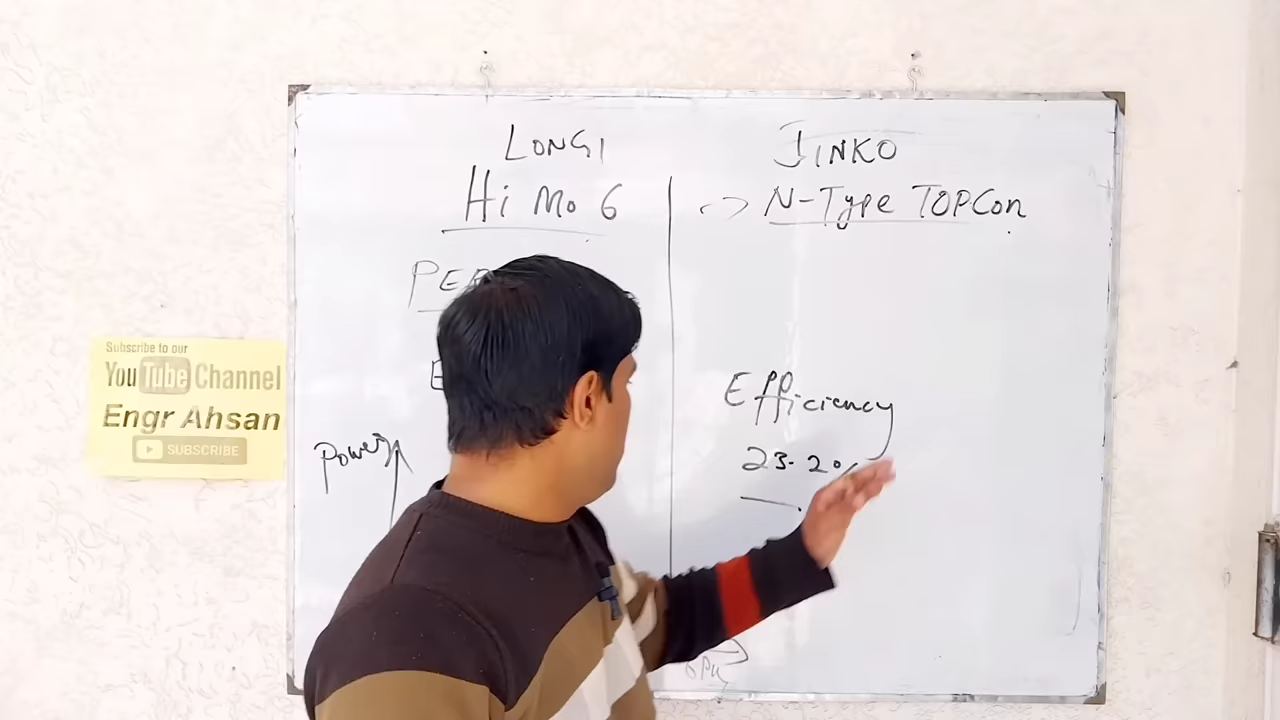 LONGI
Hi Mo 6
PER
E
Power
JINKO
N-Type TOPCon
Efficiency
23.2%
Subscribe to our
YouTube Channel
Engr Ahsan
SUBSCRIBE